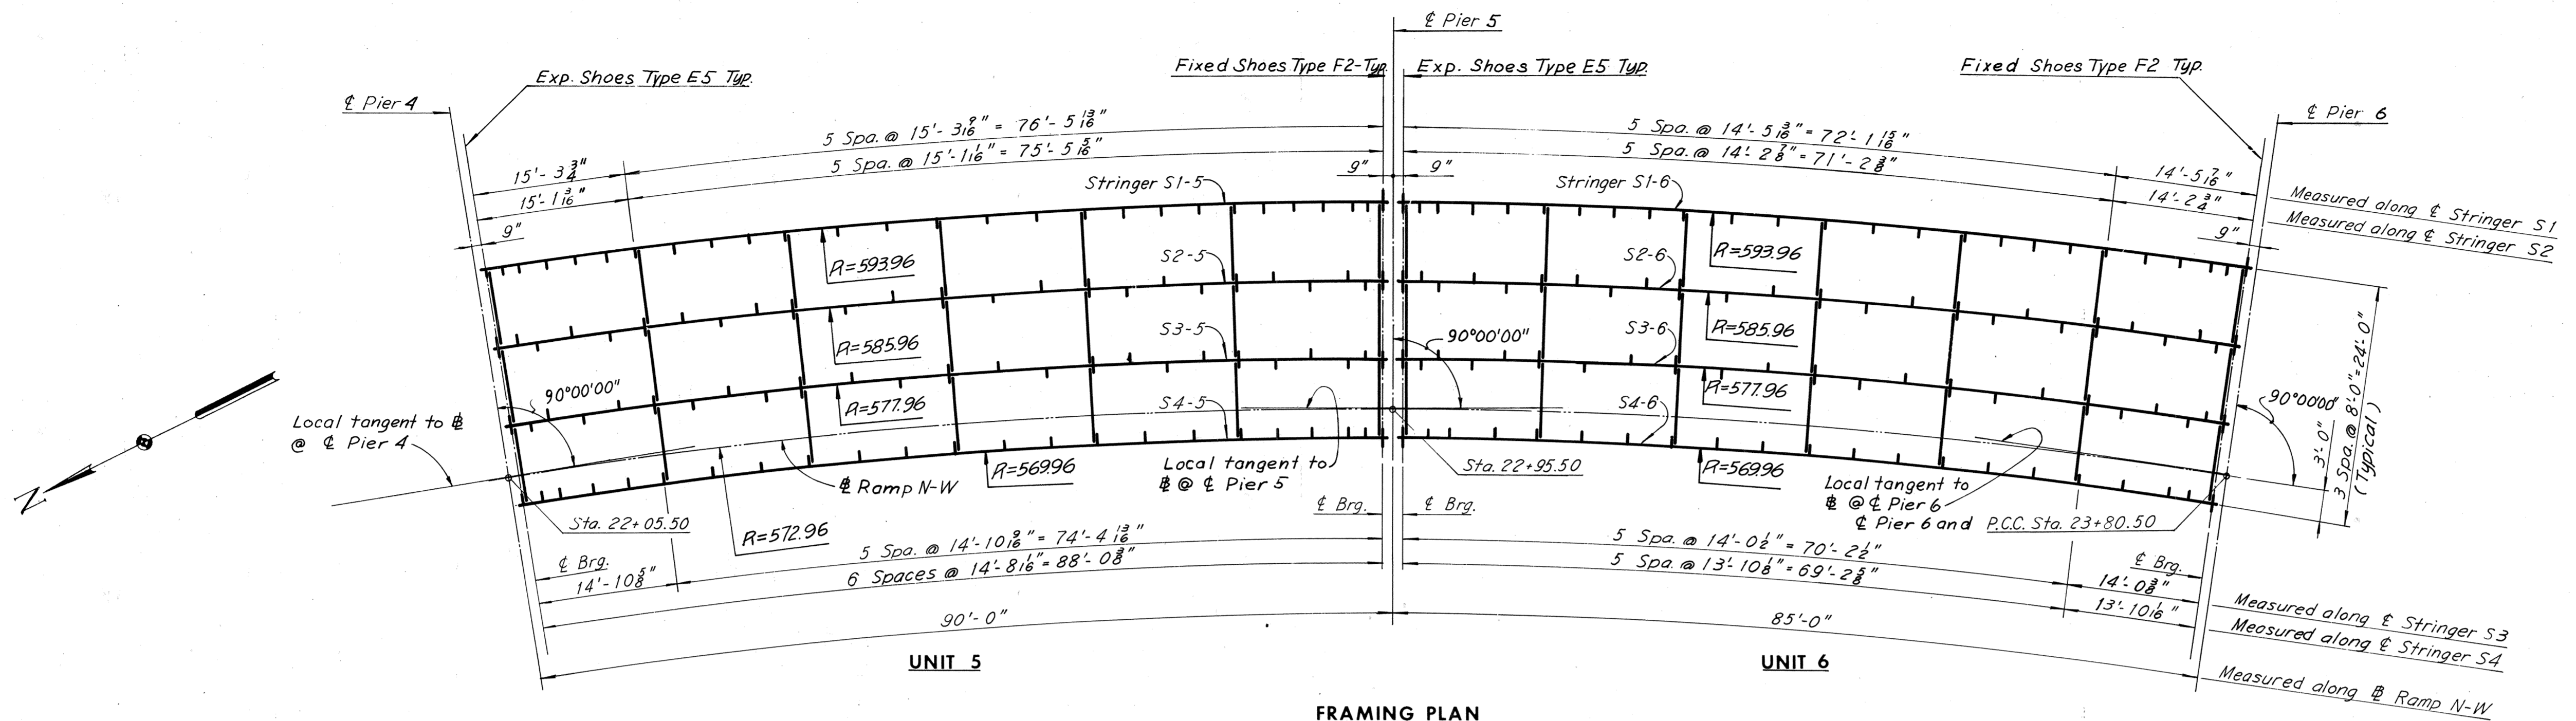 ℄ Pier 5
Exp. Shoes Type E5 Typ.
Fixed Shoes Type F2-Typ.
Exp. Shoes Type E5 Typ.
Fixed Shoes Type F2 Typ.
℄ Pier 4
℄ Pier 6
5 Spa. @ 15'-3 9/16" = 76'-5 13/16"
5 Spa. @ 15'-1 1/16" = 75'-5 5/16"
5 Spa. @ 14'-5 3/16" = 72'-1 15/16"
5 Spa. @ 14'-2 7/8" = 71'-2 3/8"
15'-3 3/4"
15'-1 3/16"
9"
9"
9"
14'-5 7/16"
14'-2 3/4"
9"
Measured along ℄ Stringer S1
Measured along ℄ Stringer S2
Stringer S1-5
Stringer S1-6
R=593.96
S2-5
S2-6
R=593.96
R=585.96
S3-5
90°00'00"
S3-6
R=585.96
90°00'00"
R=577.96
S4-5
S4-6
R=577.96
90°00'00"
3'-0"
3 Spa. @ 8'-0" = 24'-0"
(Typical)
Local tangent to B
@ ℄ Pier 4
N
B Ramp N-W
R=569.96
Local tangent to
B @ ℄ Pier 5
Sta. 22+95.50
R=569.96
Local tangent to
B @ ℄ Pier 6
℄ Pier 6 and P.C.C. Sta. 23+80.50
Sta. 22+05.50
R=572.96
℄ Brg.
℄ Brg.
℄ Brg.
14'-10 5/8"
5 Spa. @ 14'-10 9/16" = 74'-4 13/16"
6 Spaces @ 14'-8 1/16" = 88'-0 3/8"
5 Spa. @ 14'-0 1/2" = 70'-2 1/2"
5 Spa. @ 13'-10 1/8" = 69'-2 5/8"
℄ Brg.
14'-0 3/8"
13'-10 1/16"
Measured along ℄ Stringer S3
Measured along ℄ Stringer S4
Measured along B Ramp N-W
90'-0"
85'-0"
UNIT 5
UNIT 6
FRAMING PLAN